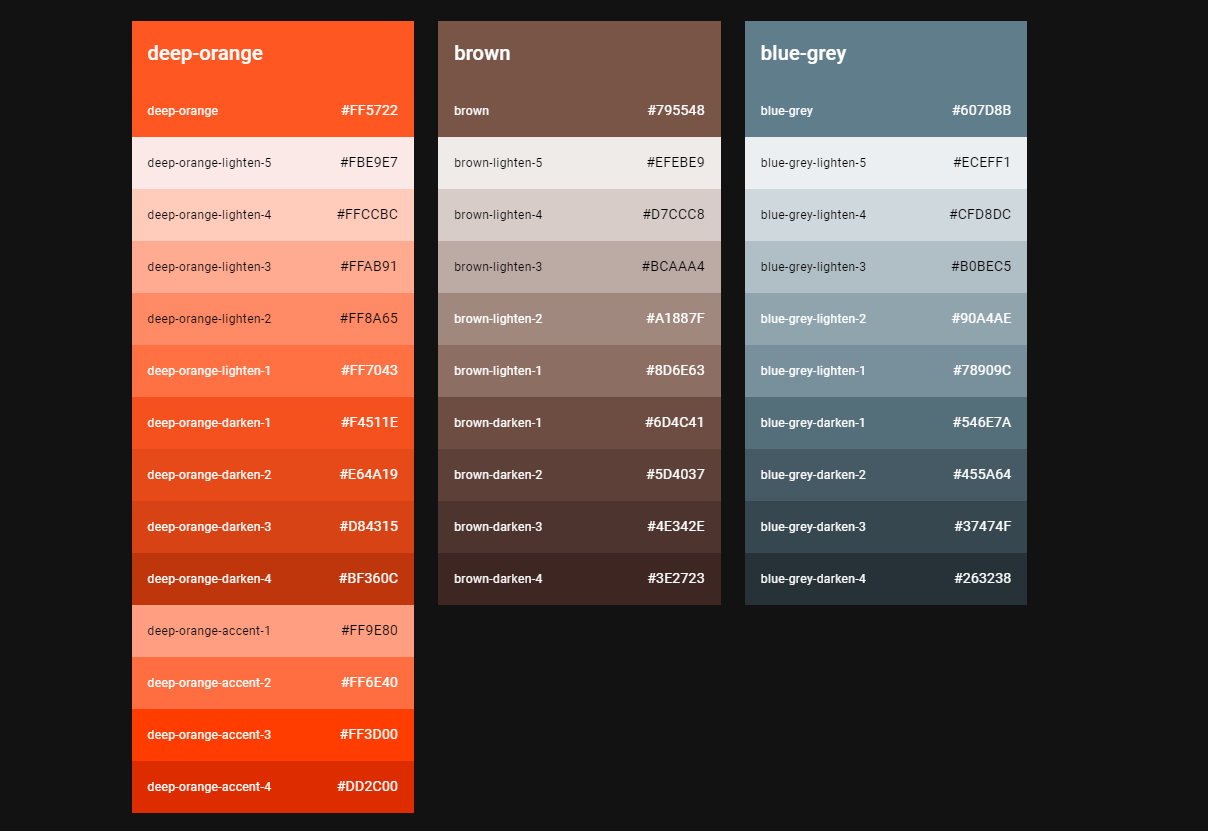 deep-orange
deep-orange #FF5722
deep-orange-lighten-5 #FBE9E7
deep-orange-lighten-4 #FFCCBC
deep-orange-lighten-3 #FFAB91
deep-orange-lighten-2 #FF8A65
deep-orange-lighten-1 #FF7043
deep-orange-darken-1 #F4511E
deep-orange-darken-2 #E64A19
deep-orange-darken-3 #D84315
deep-orange-darken-4 #BF360C
deep-orange-accent-1 #FF9E80
deep-orange-accent-2 #FF6E40
deep-orange-accent-3 #FF3D00
deep-orange-accent-4 #DD2C00
brown
brown #795548
brown-lighten-5 #EFEBE9
brown-lighten-4 #D7CCC8
brown-lighten-3 #BCAAA4
brown-lighten-2 #A1887F
brown-lighten-1 #8D6E63
brown-darken-1 #6D4C41
brown-darken-2 #5D4037
brown-darken-3 #4E342E
brown-darken-4 #3E2723
blue-grey
blue-grey #607D8B
blue-grey-lighten-5 #ECEFF1
blue-grey-lighten-4 #CFD8DC
blue-grey-lighten-3 #B0BEC5
blue-grey-lighten-2 #90A4AE
blue-grey-lighten-1 #78909C
blue-grey-darken-1 #546E7A
blue-grey-darken-2 #455A64
blue-grey-darken-3 #37474F
blue-grey-darken-4 #263238